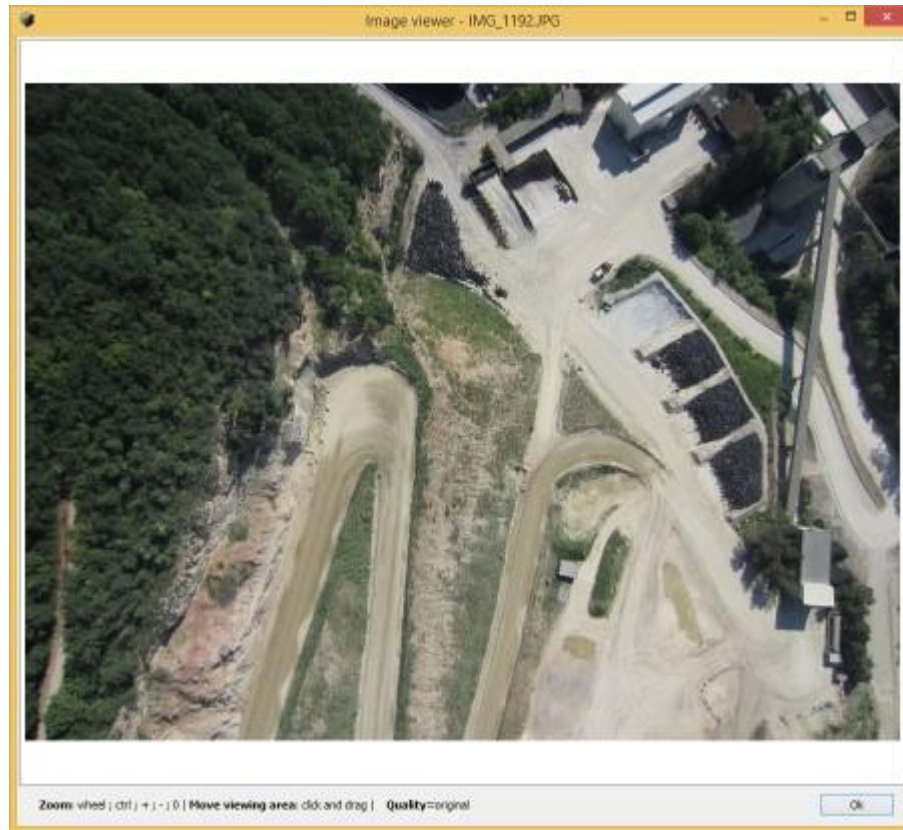 Image viewer - IMG_1192.JPG
Zoom: wheel ; ctrl ; + ; - ; 0 | Move viewing area: click and drag | Quality=original
Ok